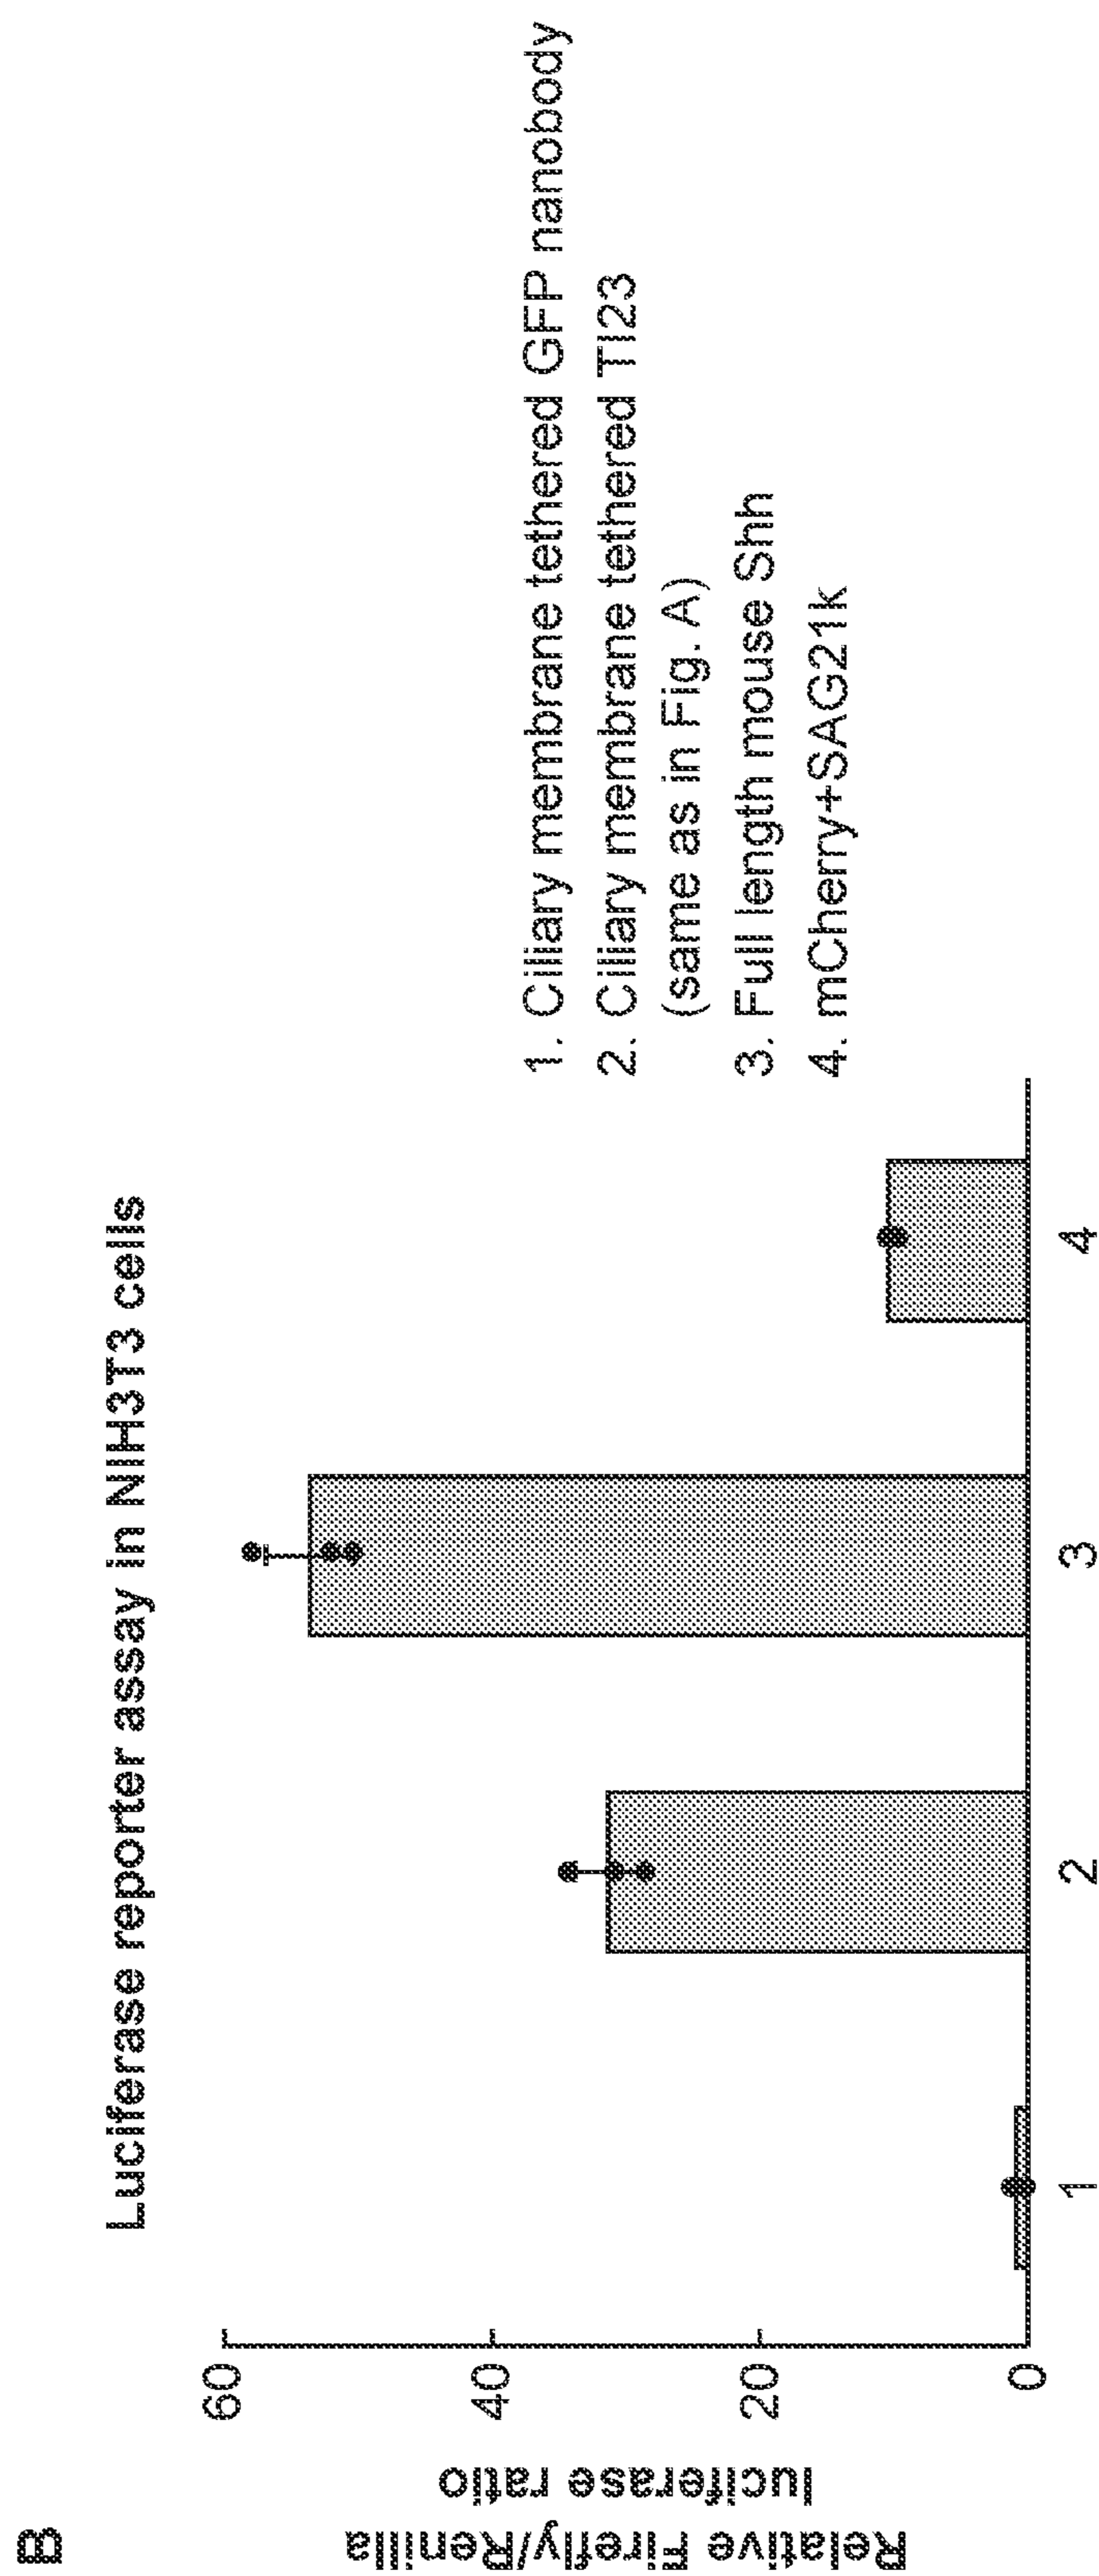 B
Luciferase reporter assay in NIH3T3 cells
Relative Firefly/Renilla
luciferase ratio
60
40
20
0
1
2
3
4
1. Ciliary membrane tethered GFP nanobody
2. Ciliary membrane tethered TI23
(same as in Fig. A)
3. Full length mouse Shh
4. mCherry+SAG21k